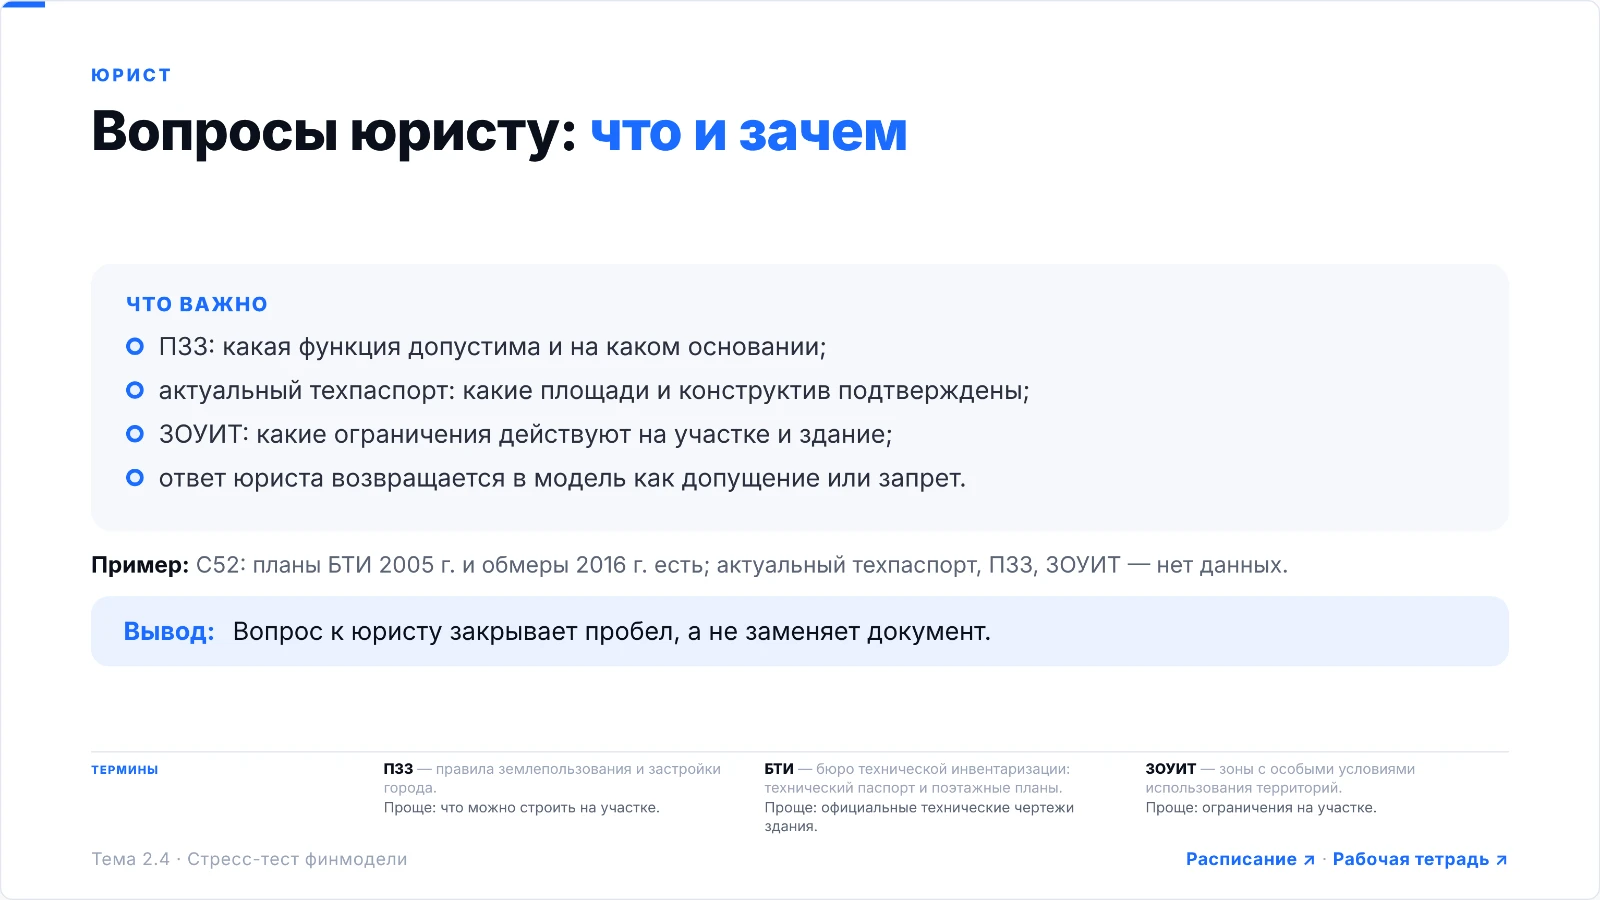 ЮРИСТ
Вопросы юристу: что и зачем
ЧТО ВАЖНО
ПЗЗ: какая функция допустима и на каком основании;
актуальный техпаспорт: какие площади и конструктив подтверждены;
ЗОУИТ: какие ограничения действуют на участке и здание;
ответ юриста возвращается в модель как допущение или запрет.
Пример: С52: планы БТИ 2005 г. и обмеры 2016 г. есть; актуальный техпаспорт, ПЗЗ, ЗОУИТ — нет данных.
Вывод: Вопрос к юристу закрывает пробел, а не заменяет документ.
ТЕРМИНЫ
ПЗЗ — правила землепользования и застройки
города.
Проще: что можно строить на участке.
БТИ — бюро технической инвентаризации:
технический паспорт и поэтажные планы.
Проще: официальные технические чертежи
здания.
ЗОУИТ — зоны с особыми условиями
использования территорий.
Проще: ограничения на участке.
Тема 2.4 · Стресс-тест финмодели
Расписание ↗ · Рабочая тетрадь ↗